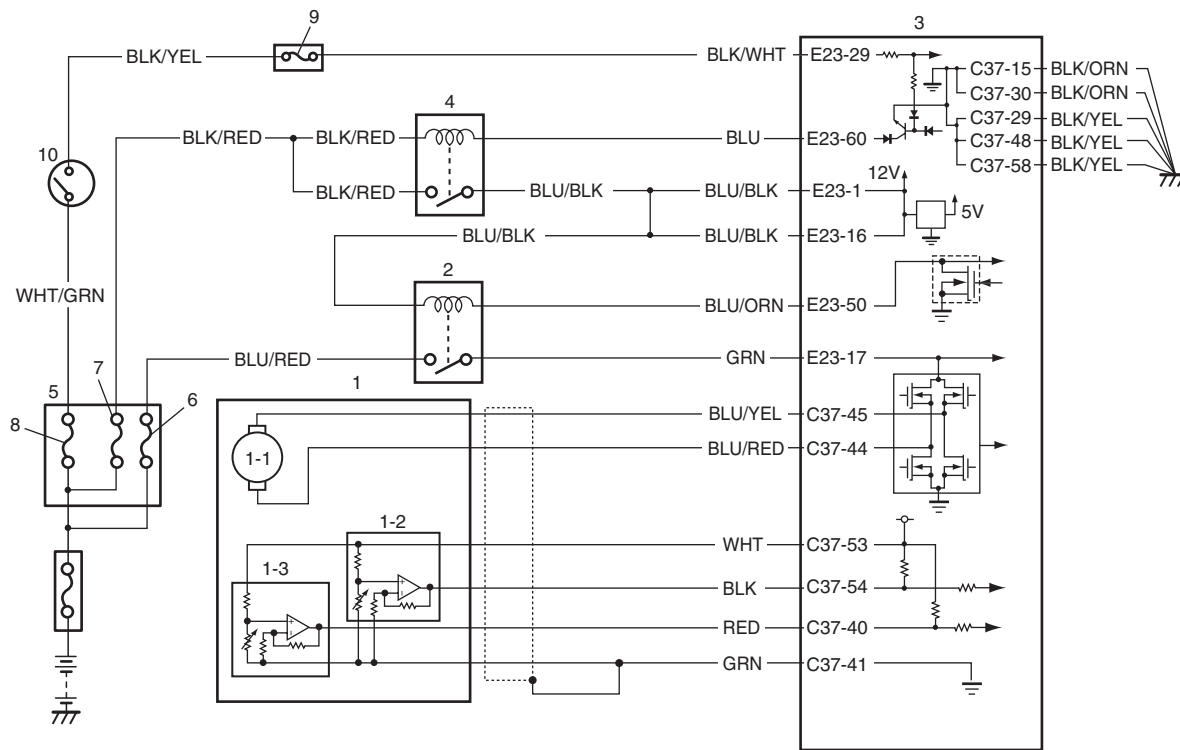 9
3
BLK/YEL
BLK/WHT
E23-29
C37-15
BLK/ORN
C37-30
BLK/ORN
4
C37-29
BLK/YEL
BLK/RED
BLK/RED
BLU
E23-60
C37-48
BLK/YEL
10
C37-58
BLK/YEL
12V
BLK/RED
BLU/BLK
BLU/BLK
E23-1
5V
BLU/BLK
BLU/BLK
E23-16
2
WHT/GRN
BLU/ORN
E23-50
BLU/RED
GRN
E23-17
7
1
5
6
8
BLU/YEL
C37-45
1-1
BLU/RED
C37-44
1-2
WHT
C37-53
1-3
+
−
BLK
C37-54
+
−
RED
C37-40
GRN
C37-41